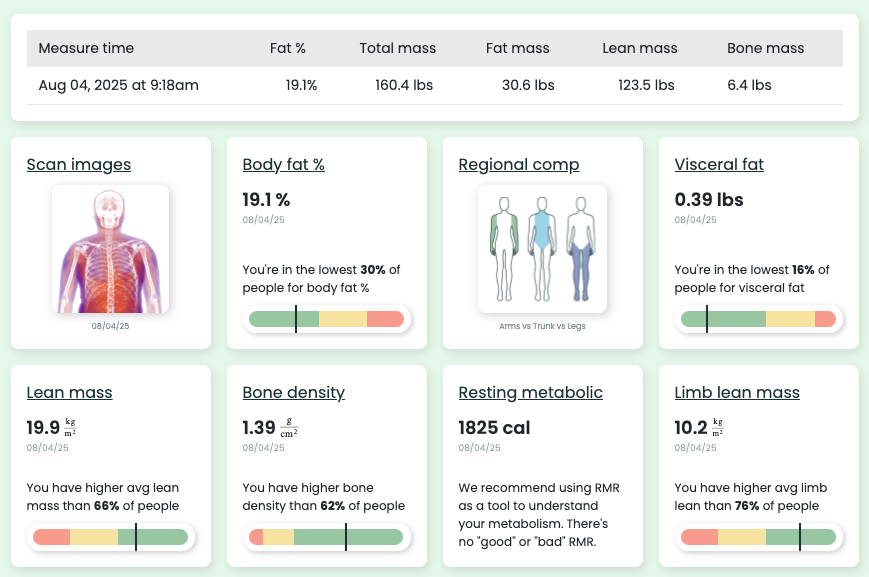 Measure time Fat % Total mass Fat mass Lean mass Bone mass
Aug 04, 2025 at 9:18am 19.1% 160.4 lbs 30.6 lbs 123.5 lbs 6.4 lbs
Scan images
08/04/25
Body fat %
19.1 %
08/04/25
You're in the lowest 30% of
people for body fat %
Regional comp
Arms vs Trunk vs Legs
Visceral fat
0.39 lbs
08/04/25
You're in the lowest 16% of
people for visceral fat
Lean mass
19.9 kg/m²
08/04/25
You have higher avg lean
mass than 66% of people
Bone density
1.39 g/cm²
08/04/25
You have higher bone
density than 62% of people
Resting metabolic
1825 cal
08/04/25
We recommend using RMR
as a tool to understand
your metabolism. There's
no "good" or "bad" RMR.
Limb lean mass
10.2 kg/m²
08/04/25
You have higher avg limb
lean than 76% of people